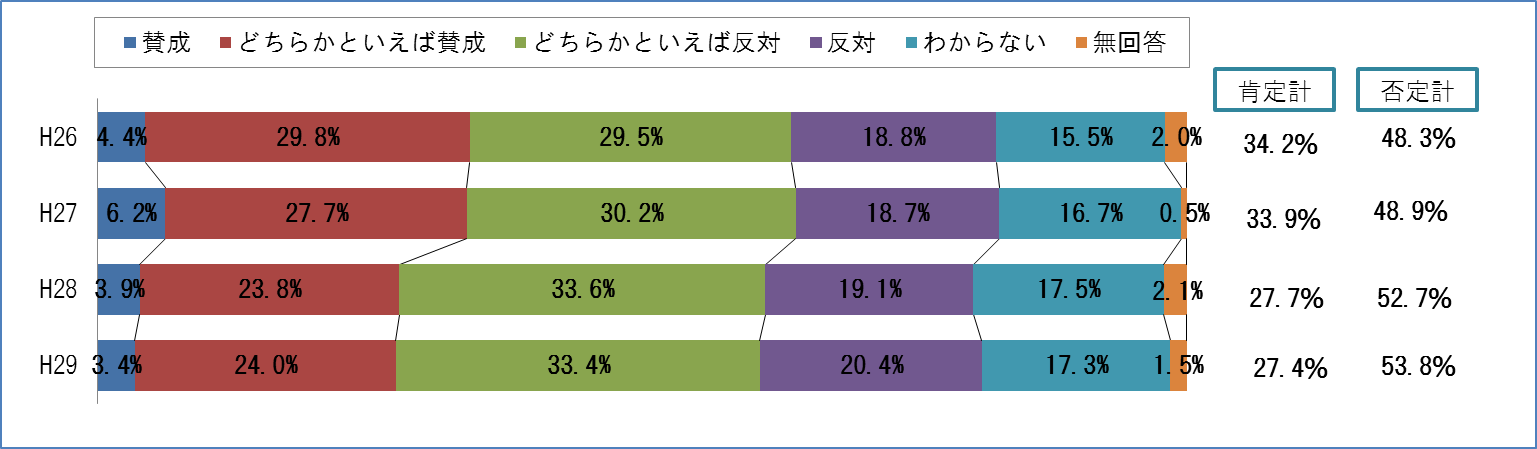 賛成 どちらかといえば賛成 どちらかといえば反対 反対 わからない 無回答
肯定計 否定計
H26 4.4% 29.8% 29.5% 18.8% 15.5% 2.0% 34.2% 48.3%
H27 6.2% 27.7% 30.2% 18.7% 16.7% 0.5% 33.9% 48.9%
H28 3.9% 23.8% 33.6% 19.1% 17.5% 2.1% 27.7% 52.7%
H29 3.4% 24.0% 33.4% 20.4% 17.3% 1.5% 27.4% 53.8%